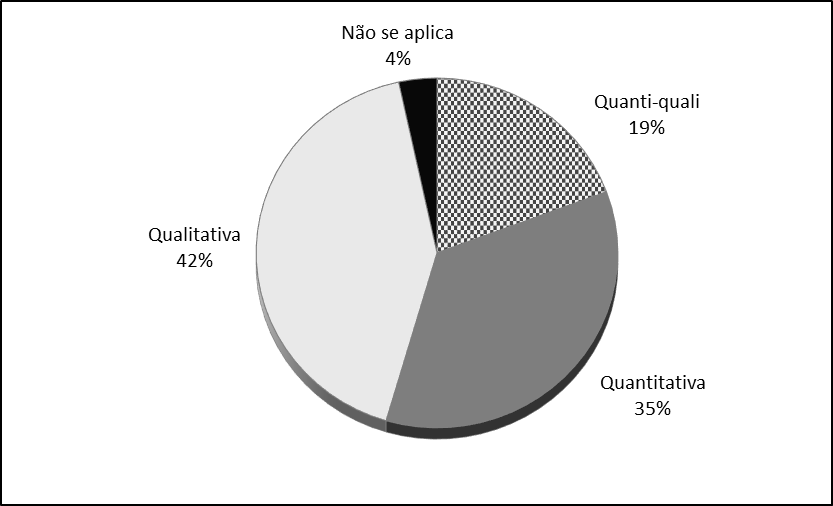 Não se aplica
4%
Quanti-quali
19%
Qualitativa
42%
Quantitativa
35%